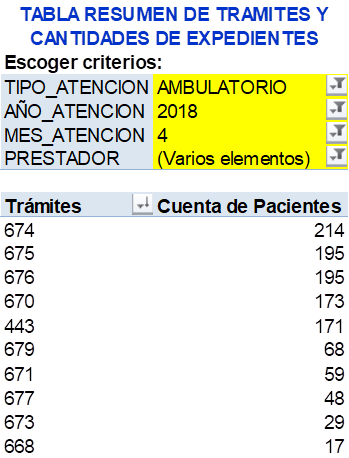 TABLA RESUMEN DE TRAMITES Y
CANTIDADES DE EXPEDIENTES
Escoger criterios:
TIPO_ATENCION AMBULATORIO
AÑO_ATENCION 2018
MES_ATENCION 4
PRESTADOR (Varios elementos)
Trámites Cuenta de Pacientes
674 214
675 195
676 195
670 173
443 171
679 68
671 59
677 48
673 29
668 17